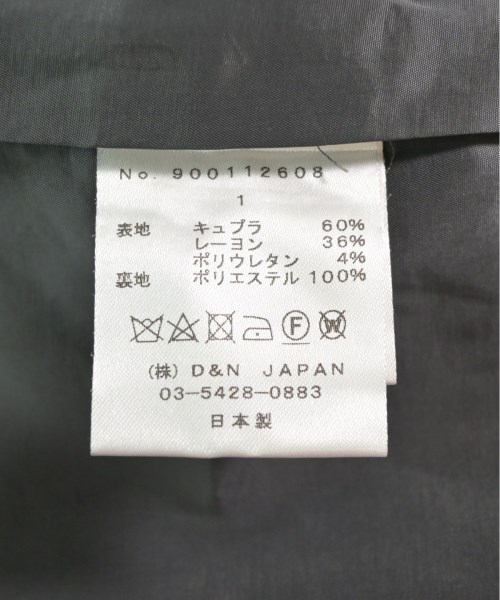 No. 900112608
1
表地 キュプラ 60%
レーヨン 36%
ポリウレタン 4%
裏地 ポリエステル 100%
F W
(株) D&N JAPAN
03-5428-0883
日本製